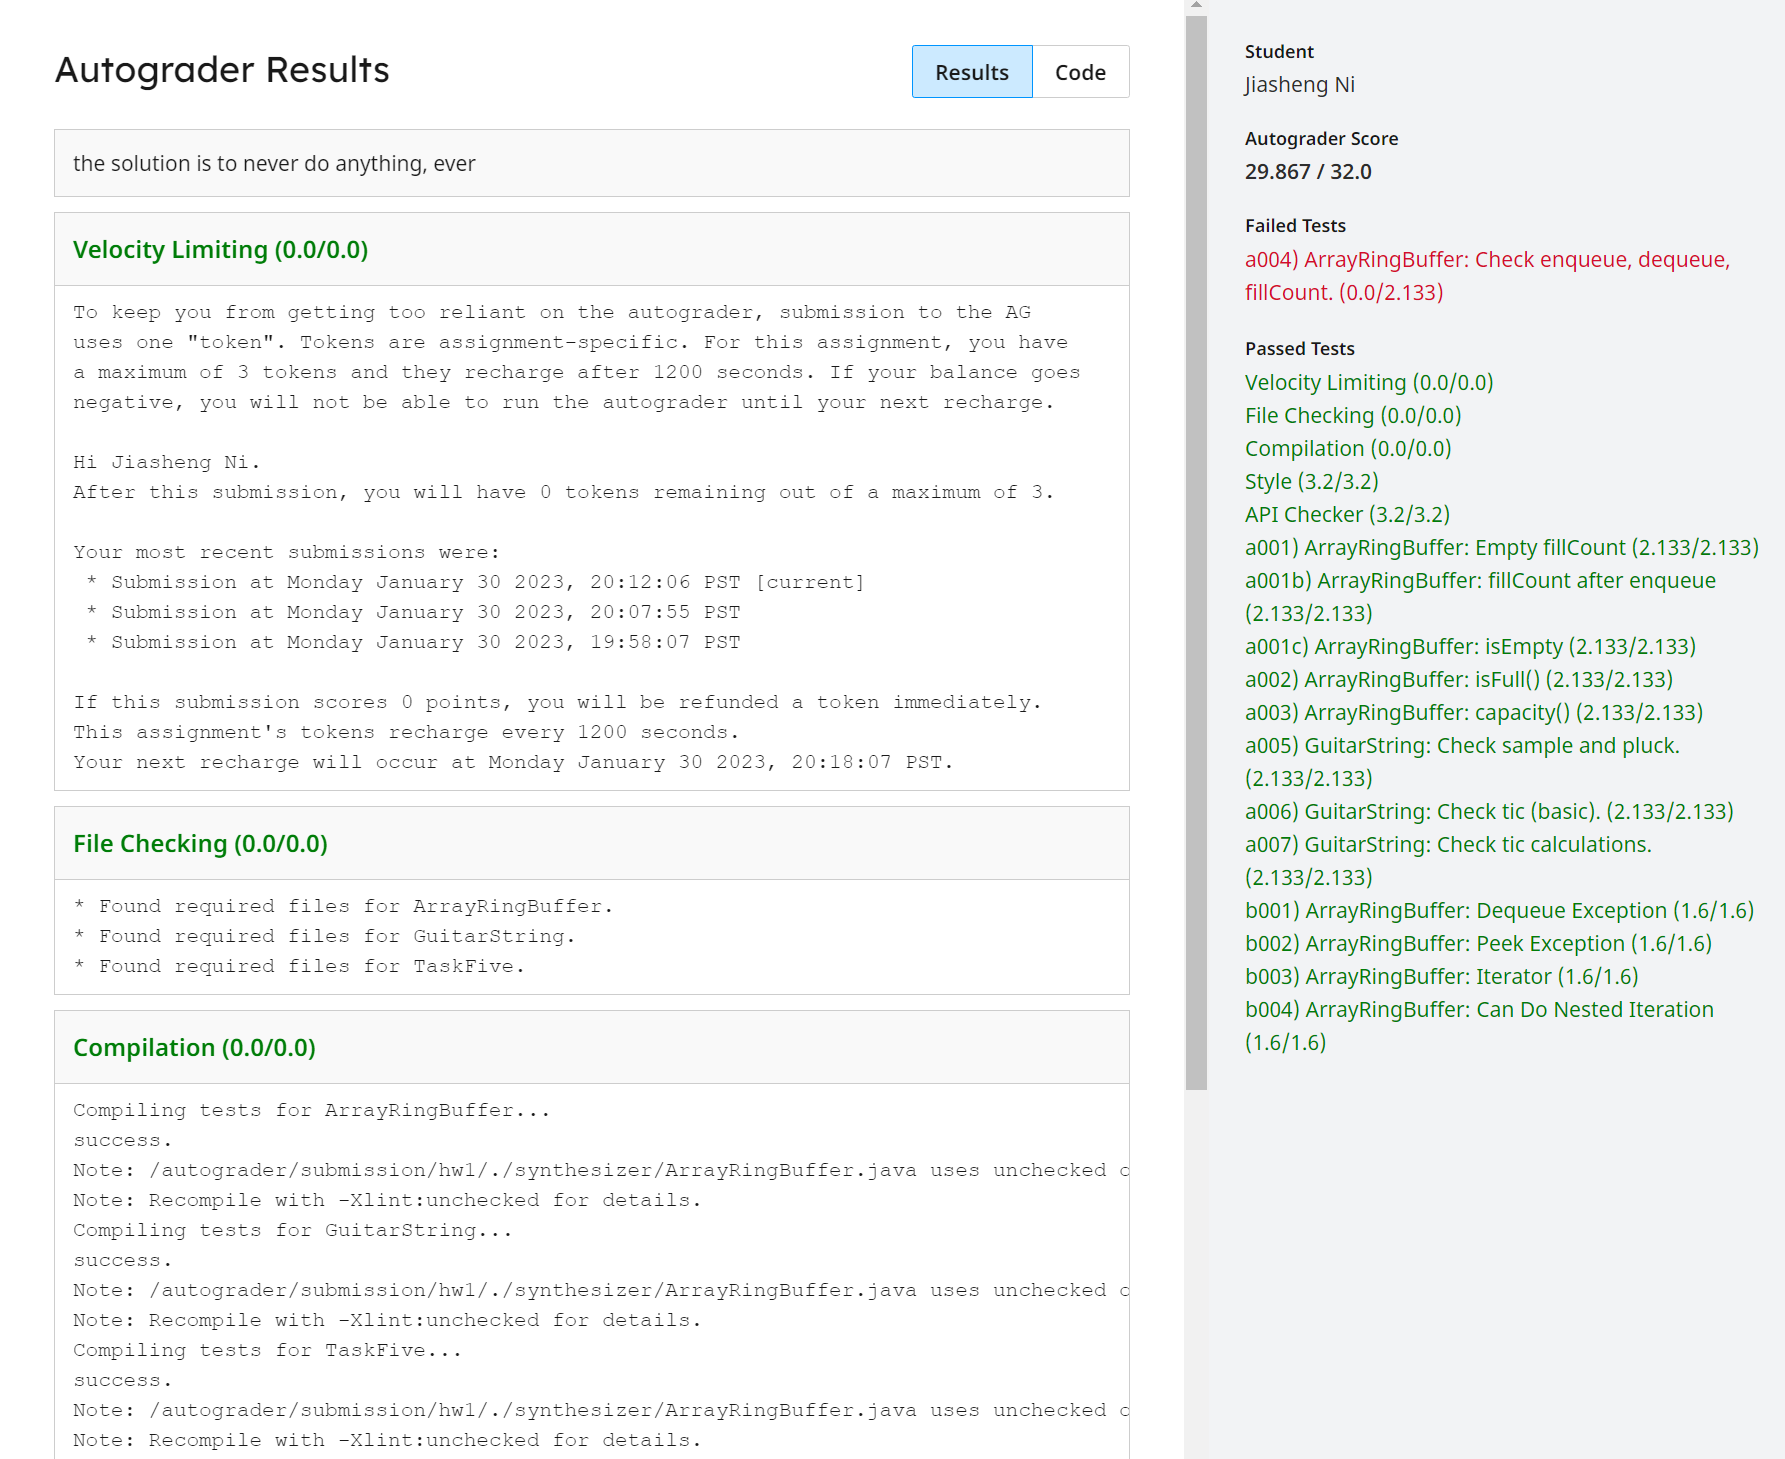 Autograder Results
Results
Code
the solution is to never do anything, ever
Velocity Limiting (0.0/0.0)
To keep you from getting too reliant on the autograder, submission to the AG
uses one "token". Tokens are assignment-specific. For this assignment, you have
a maximum of 3 tokens and they recharge after 1200 seconds. If your balance goes
negative, you will not be able to run the autograder until your next recharge.
Hi Jiasheng Ni.
After this submission, you will have 0 tokens remaining out of a maximum of 3.
Your most recent submissions were:
* Submission at Monday January 30 2023, 20:12:06 PST [current]
* Submission at Monday January 30 2023, 20:07:55 PST
* Submission at Monday January 30 2023, 19:58:07 PST
If this submission scores 0 points, you will be refunded a token immediately.
This assignment's tokens recharge every 1200 seconds.
Your next recharge will occur at Monday January 30 2023, 20:18:07 PST.
File Checking (0.0/0.0)
* Found required files for ArrayRingBuffer.
* Found required files for GuitarString.
* Found required files for TaskFive.
Compilation (0.0/0.0)
Compiling tests for ArrayRingBuffer...
success.
Note: /autograder/submission/hw1/./synthesizer/ArrayRingBuffer.java uses unchecked
Note: Recompile with -Xlint:unchecked for details.
Compiling tests for GuitarString...
success.
Note: /autograder/submission/hw1/./synthesizer/ArrayRingBuffer.java uses unchecked
Note: Recompile with -Xlint:unchecked for details.
Compiling tests for TaskFive...
success.
Note: /autograder/submission/hw1/./synthesizer/ArrayRingBuffer.java uses unchecked
Note: Recompile with -Xlint:unchecked for details.
Student
Jiasheng Ni
Autograder Score
29.867 / 32.0
Failed Tests
a004) ArrayRingBuffer: Check enqueue, dequeue,
fillCount. (0.0/2.133)
Passed Tests
Velocity Limiting (0.0/0.0)
File Checking (0.0/0.0)
Compilation (0.0/0.0)
Style (3.2/3.2)
API Checker (3.2/3.2)
a001) ArrayRingBuffer: Empty fillCount (2.133/2.133)
a001b) ArrayRingBuffer: fillCount after enqueue
(2.133/2.133)
a001c) ArrayRingBuffer: isEmpty (2.133/2.133)
a002) ArrayRingBuffer: isFull() (2.133/2.133)
a003) ArrayRingBuffer: capacity() (2.133/2.133)
a005) GuitarString: Check sample and pluck.
(2.133/2.133)
a006) GuitarString: Check tic (basic). (2.133/2.133)
a007) GuitarString: Check tic calculations.
(2.133/2.133)
b001) ArrayRingBuffer: Dequeue Exception (1.6/1.6)
b002) ArrayRingBuffer: Peek Exception (1.6/1.6)
b003) ArrayRingBuffer: Iterator (1.6/1.6)
b004) ArrayRingBuffer: Can Do Nested Iteration
(1.6/1.6)